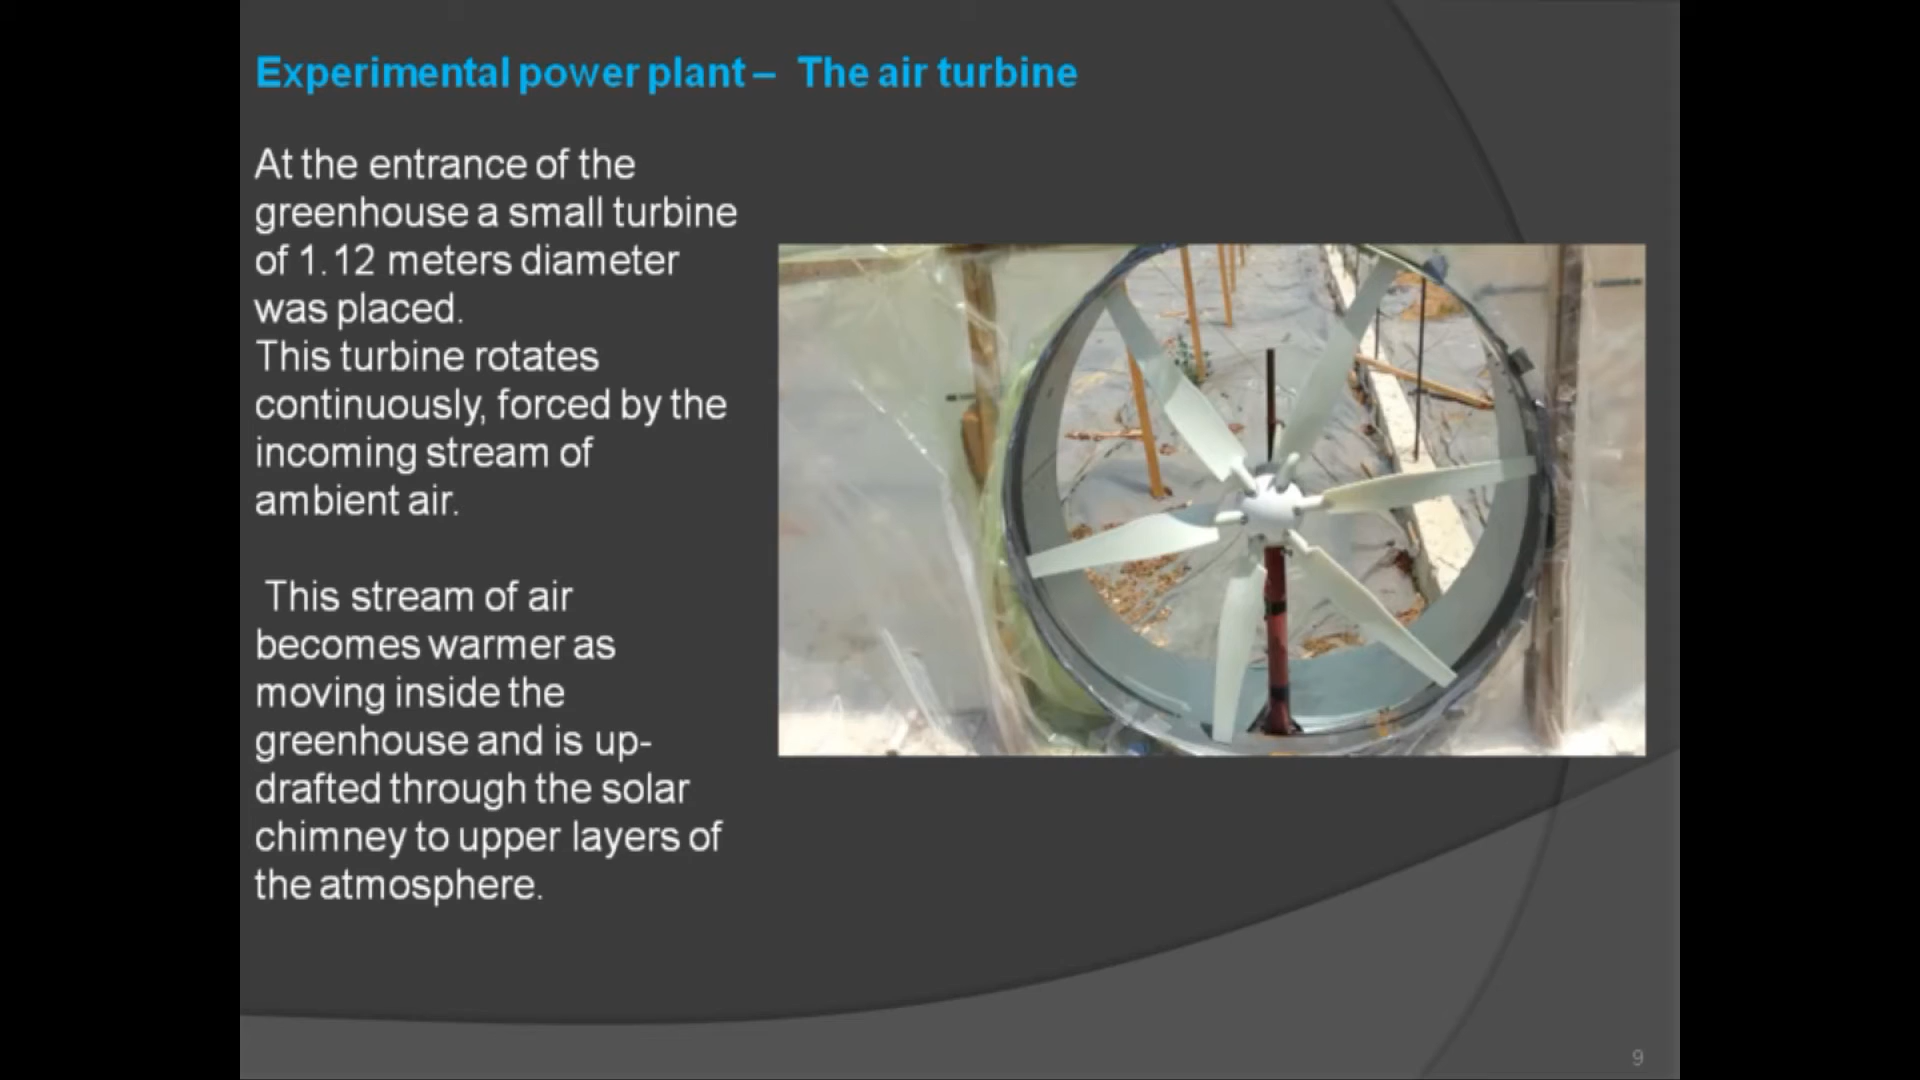 Experimental power plant – The air turbine
At the entrance of the
greenhouse a small turbine
of 1.12 meters diameter
was placed.
This turbine rotates
continuously, forced by the
incoming stream of
ambient air.
This stream of air
becomes warmer as
moving inside the
greenhouse and is up-
drafted through the solar
chimney to upper layers of
the atmosphere.
9